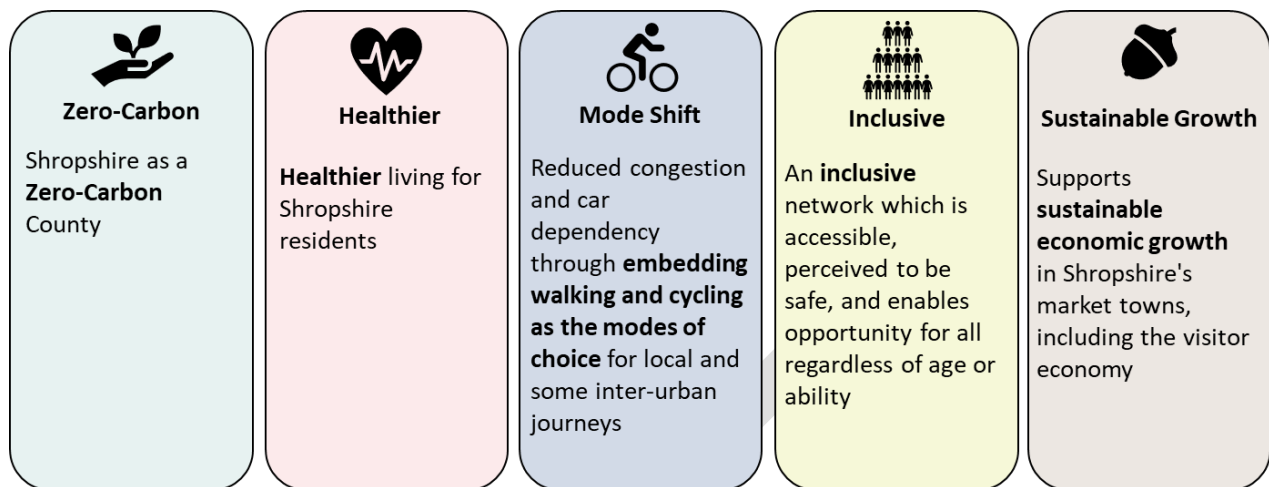 Zero-Carbon
Shropshire as a
Zero-Carbon
County
Healthier
Healthier living for
Shropshire
residents
Mode Shift
Reduced congestion
and car
dependency
through embedding
walking and cycling
as the modes of
choice for local and
some inter-urban
journeys
Inclusive
An inclusive
network which is
accessible,
perceived to be
safe, and enables
opportunity for all
regardless of age or
ability
Sustainable Growth
Supports
sustainable
economic growth
in Shropshire's
market towns,
including the visitor
economy